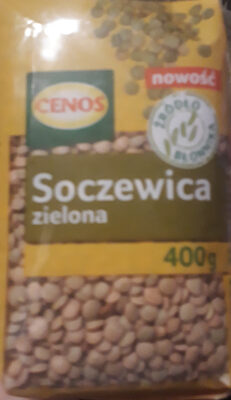 nowość
CENOS
ŹRÓDŁO
BŁONNIKA
Soczewica
zielona
400g